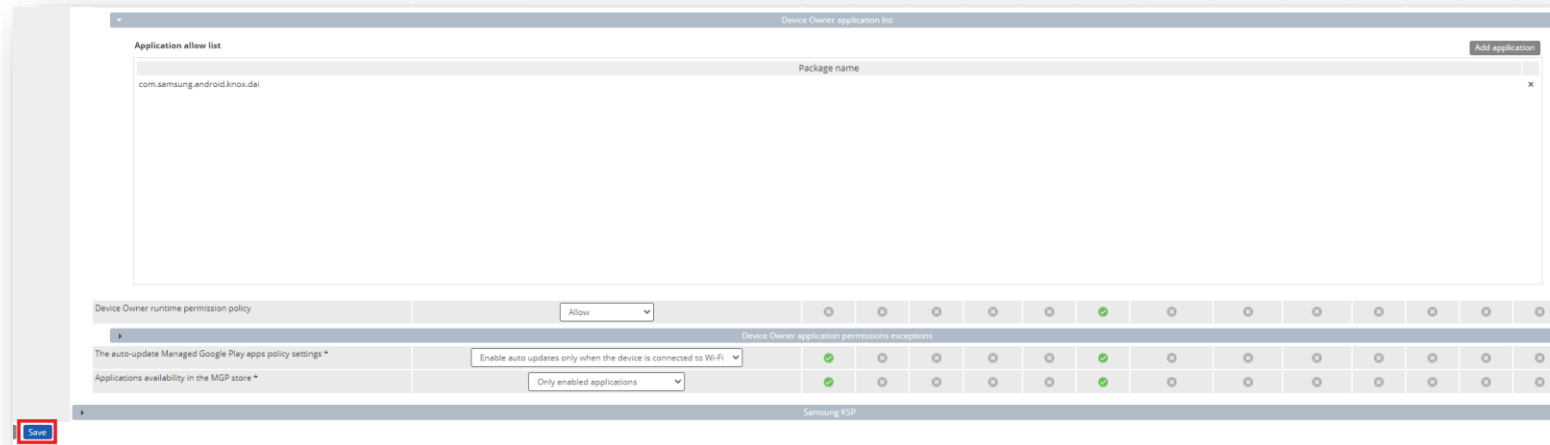 Device Owner application list
Application allow list
Add application
Package name
com.samsung.android.knox.dai
Device Owner runtime permission policy
Allow
Device Owner application permissions exceptions
The auto-update Managed Google Play apps policy settings *
Enable auto updates only when the device is connected to Wi-Fi
Applications availability in the MGP store *
Only enabled applications
Samsung KSP
Save